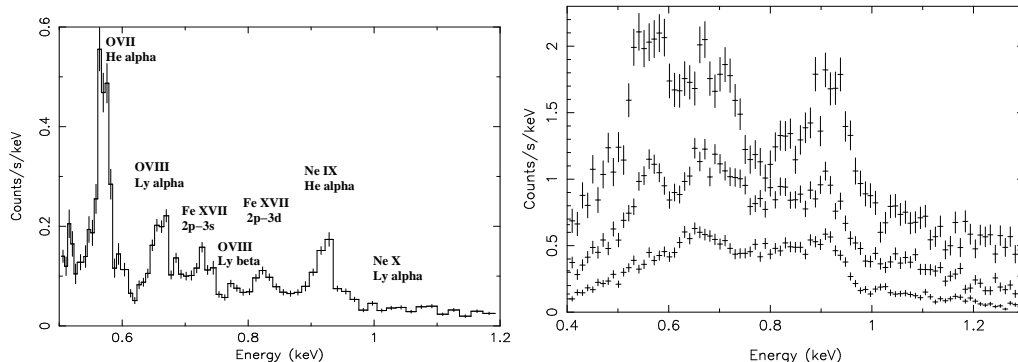 0.6
0.4
0.2
0
Counts/s/keV
OVII
He alpha
OVIII
Ly alpha
Fe XVII
2p−3s
OVIII
Ly beta
Fe XVII
2p−3d
Ne IX
He alpha
Ne X
Ly alpha
0.6 0.8 1 1.2
Energy (keV)
2
1.5
1
0.5
0
Counts/s/keV
0.4 0.6 0.8 1 1.2
Energy (keV)